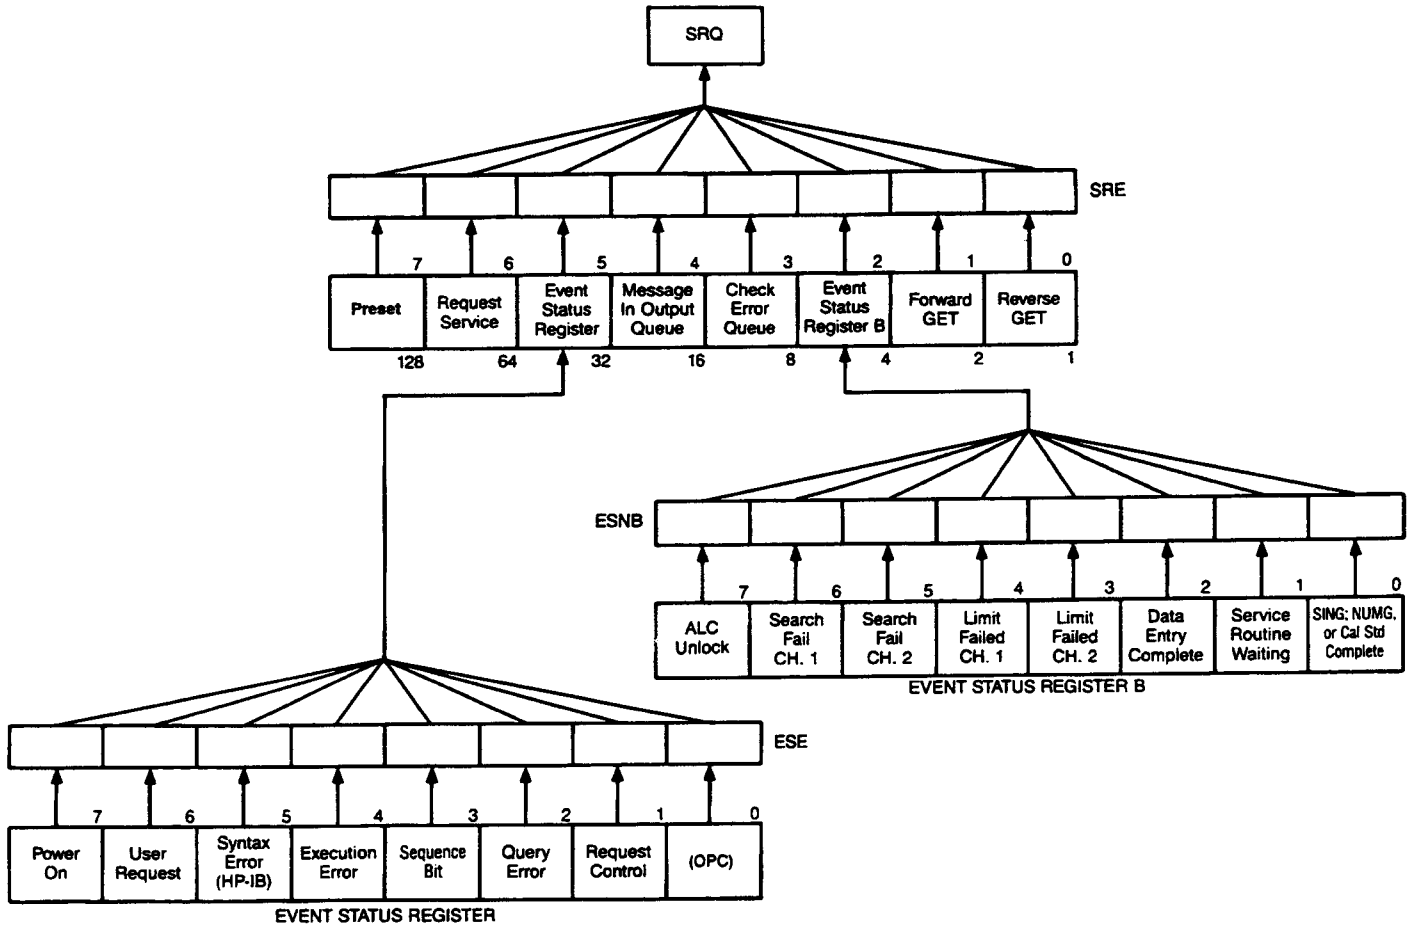 SRQ
SRE
7 6 5 4 3 2 1 0
Preset
Request
Service
Event
Status
Register
Message
In Output
Queue
Check
Error
Queue
Event
Status
Register B
Forward
GET
Reverse
GET
128 64 32 16 8 4 2 1
ESNB
7 6 5 4 3 2 1 0
ALC
Unlock
Search
Fail
CH. 1
Search
Fail
CH. 2
Limit
Failed
CH. 1
Limit
Failed
CH. 2
Data
Entry
Complete
Service
Routine
Waiting
SING; NUMG,
or Cal Std
Complete
EVENT STATUS REGISTER B
ESE
7 6 5 4 3 2 1 0
Power
On
User
Request
Syntax
Error
(HP-IB)
Execution
Error
Sequence
Bit
Query
Error
Request
Control
(OPC)
EVENT STATUS REGISTER